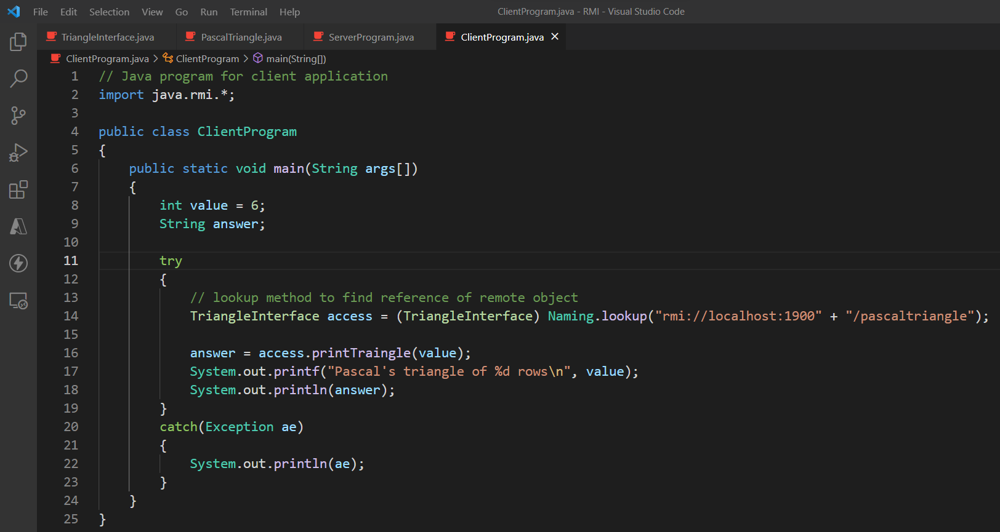 File Edit Selection View Go Run Terminal Help ClientProgram.java - RMI - Visual Studio Code
TriangleInterface.java PascalTriangle.java ServerProgram.java ClientProgram.java ✕
ClientProgram.java > ClientProgram > main(String[])
1 // Java program for client application
2 import java.rmi.*;
3
4 public class ClientProgram
5 {
6     public static void main(String args[])
7     {
8         int value = 6;
9         String answer;
10
11         try
12         {
13             // lookup method to find reference of remote object
14             TriangleInterface access = (TriangleInterface) Naming.lookup("rmi://localhost:1900" + "/pascaltriangle");
15
16             answer = access.printTraingle(value);
17             System.out.printf("Pascal's triangle of %d rows\n", value);
18             System.out.println(answer);
19         }
20         catch(Exception ae)
21         {
22             System.out.println(ae);
23         }
24     }
25 }